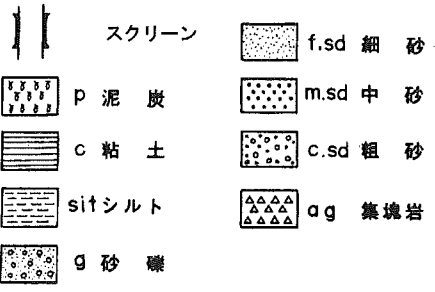 スクリーン
p 泥炭
c 粘土
sitシルト
g 砂礫
f.sd 細砂
m.sd 中砂
c.sd 粗砂
ag 集塊岩